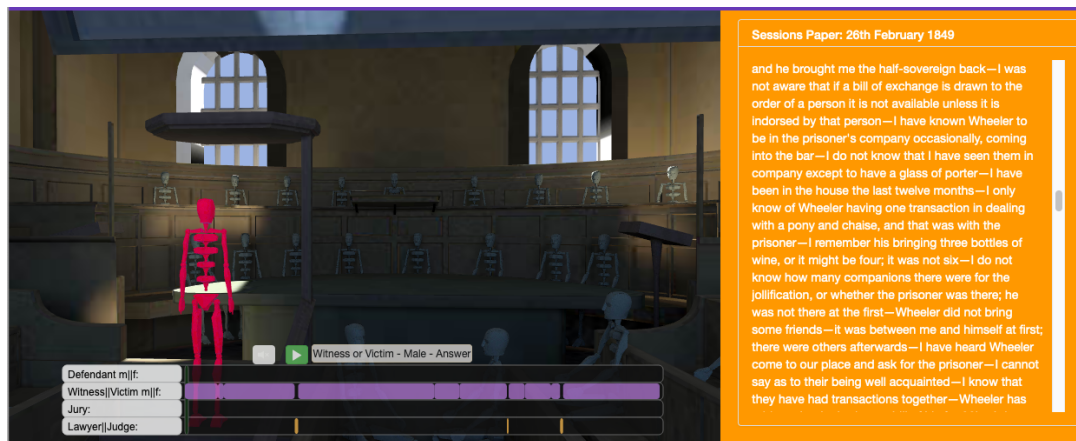 Sessions Paper: 26th February 1849
and he brought me the half-sovereign back—I was
not aware that if a bill of exchange is drawn to the
order of a person it is not available unless it is
indorsed by that person—I have known Wheeler to
be in the prisoner's company occasionally, coming
into the bar—I do not know that I have seen them in
company except to have a glass of porter—I have
been in the house the last twelve months—I only
know of Wheeler having one transaction in dealing
with a pony and chaise, and that was with the
prisoner—I remember his bringing three bottles of
wine, or it might be four; it was not six—I do not
know how many companions there were for the
jollification, or whether the prisoner was there; he
was not there at the first—Wheeler did not bring
some friends—it was between me and himself at first;
there were others afterwards—I have heard Wheeler
come to our place and ask for the prisoner—I cannot
say as to their being well acquainted—I know that
they have had transactions together—Wheeler has
Witness or Victim - Male - Answer
Defendant m||f:
Witness||Victim m||f:
Jury:
Lawyer||Judge: